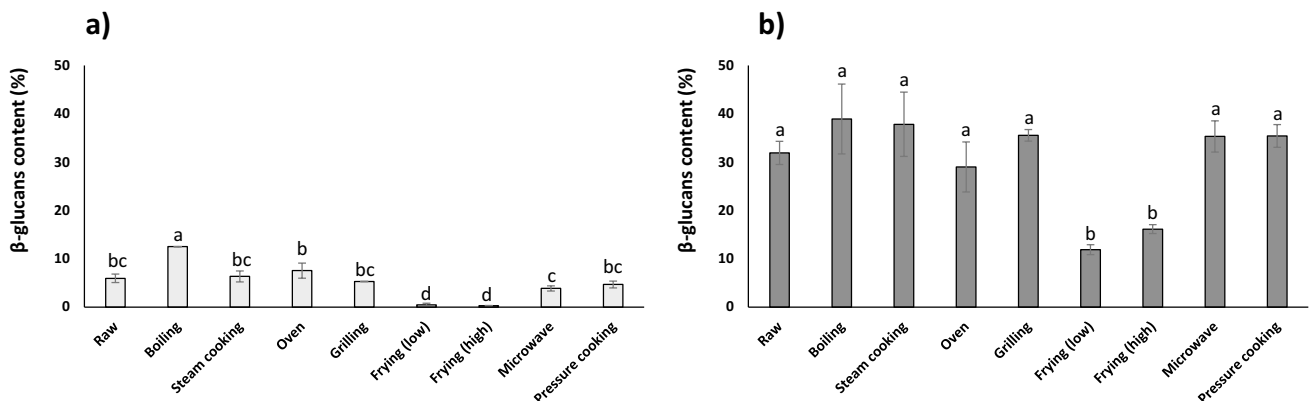 a)
β-glucans content (%)
50
40
30
20
10
0
bc
a
bc
b
bc
d
d
c
bc
Raw
Boiling
Steam cooking
Oven
Grilling
Frying (low)
Frying (high)
Microwave
Pressure cooking
b)
β-glucans content (%)
50
40
30
20
10
0
a
a
a
a
a
b
b
a
a
Raw
Boiling
Steam cooking
Oven
Grilling
Frying (low)
Frying (high)
Microwave
Pressure cooking